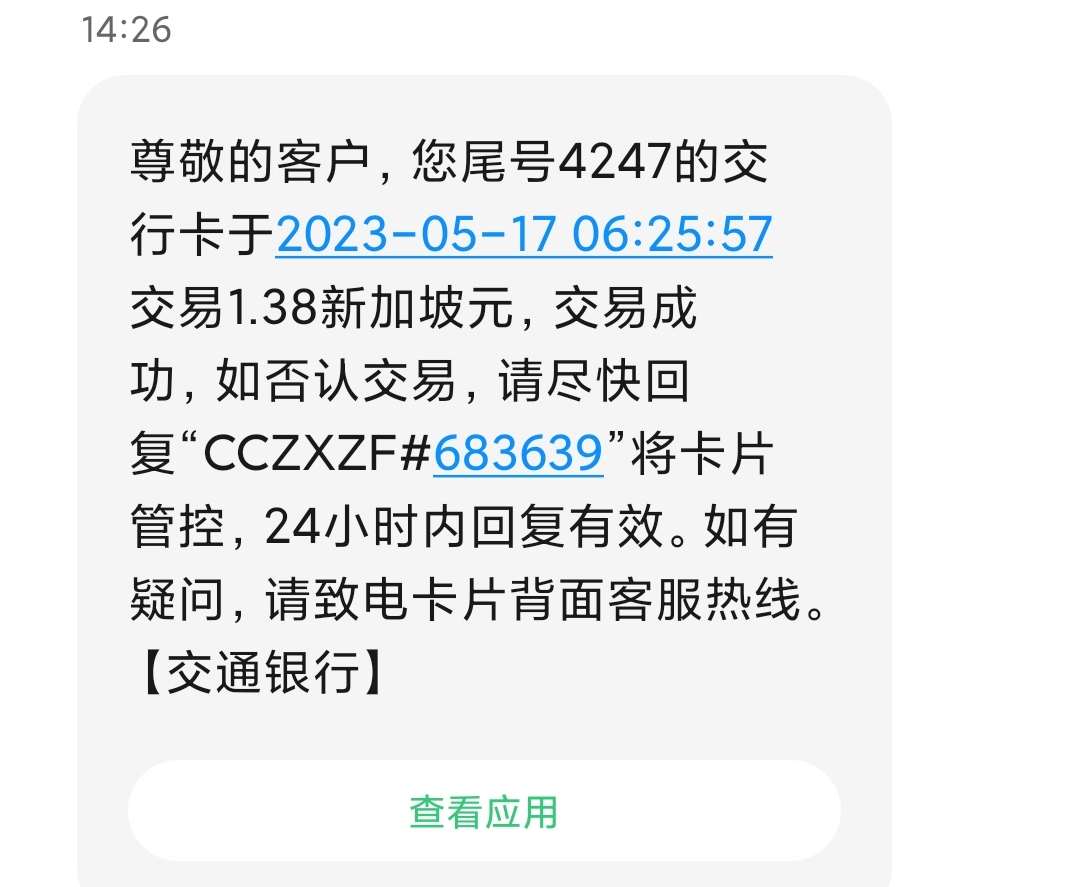 14:26
尊敬的客户，您尾号4247的交
行卡于2023-05-17 06:25:57
交易1.38新加坡元，交易成
功，如否认交易，请尽快回
复“CCZXZF#683639”将卡片
管控，24小时内回复有效。如有
疑问，请致电卡片背面客服热线。
【交通银行】
查看应用